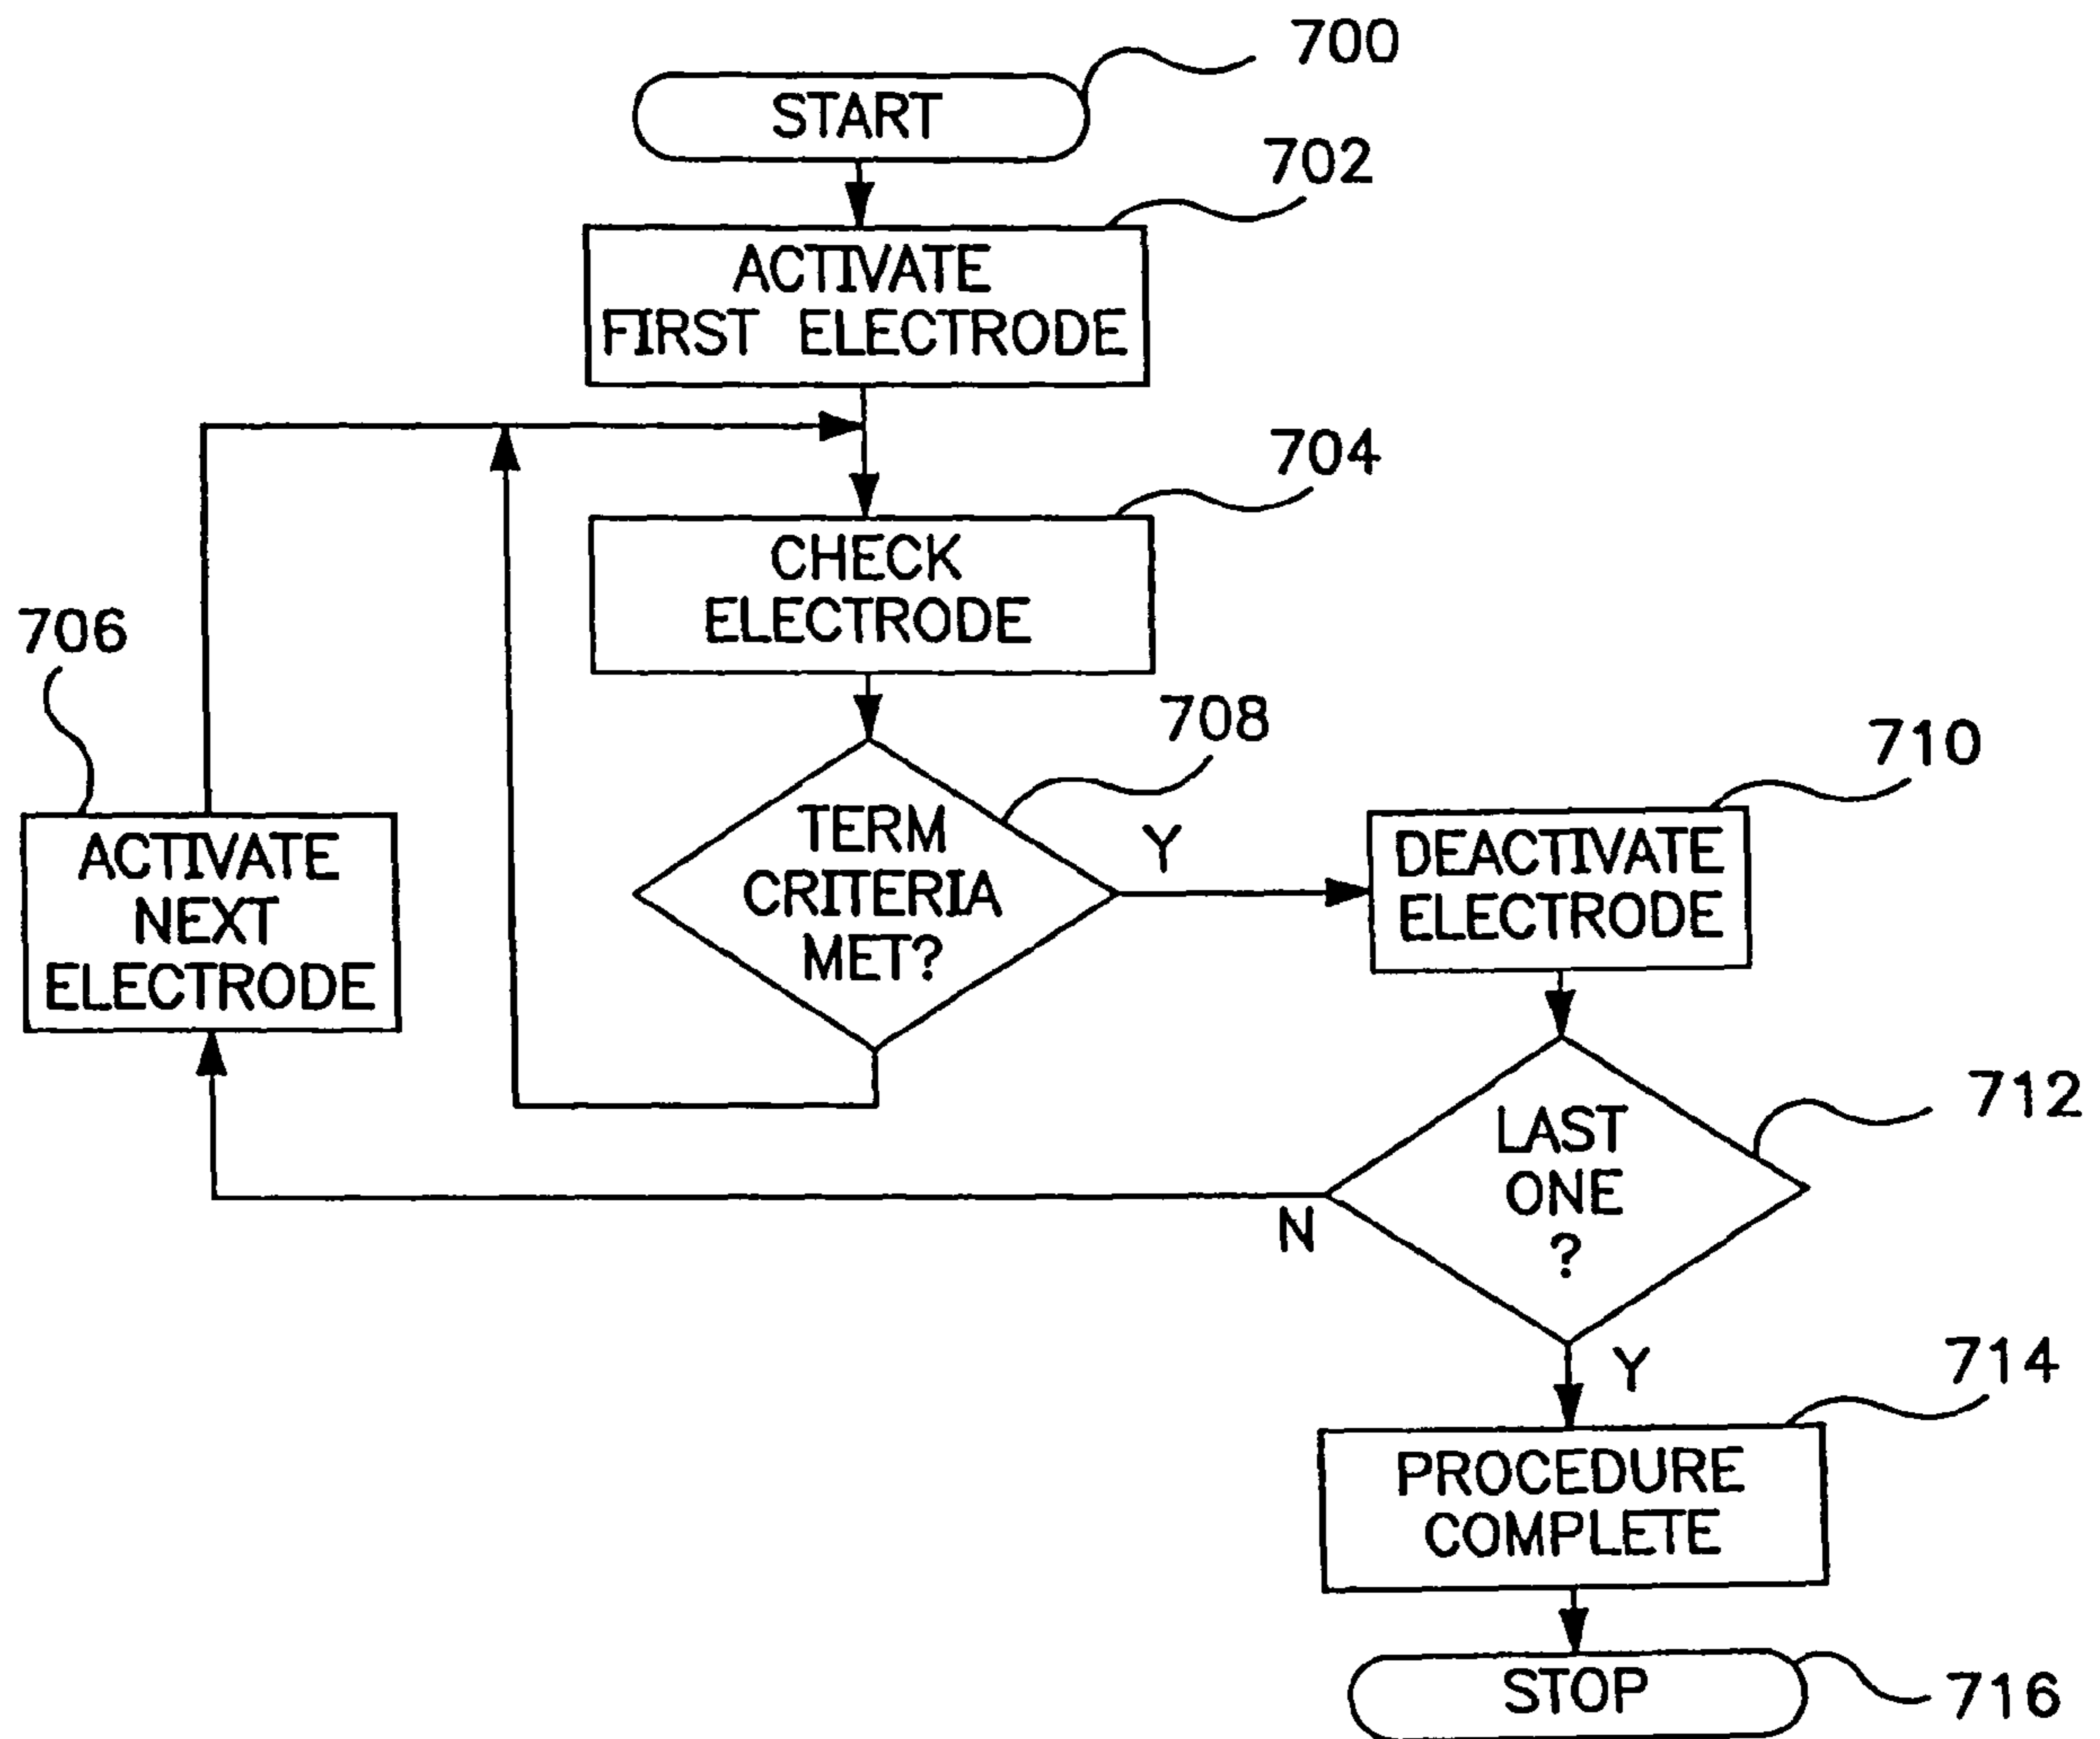 700
START
702
ACTIVATE
FIRST ELECTRODE
704
CHECK
ELECTRODE
706
ACTIVATE
NEXT
ELECTRODE
708
TERM
CRITERIA
MET?
Y
710
DEACTIVATE
ELECTRODE
712
LAST
ONE
?
N
Y
714
PROCEDURE
COMPLETE
STOP
716